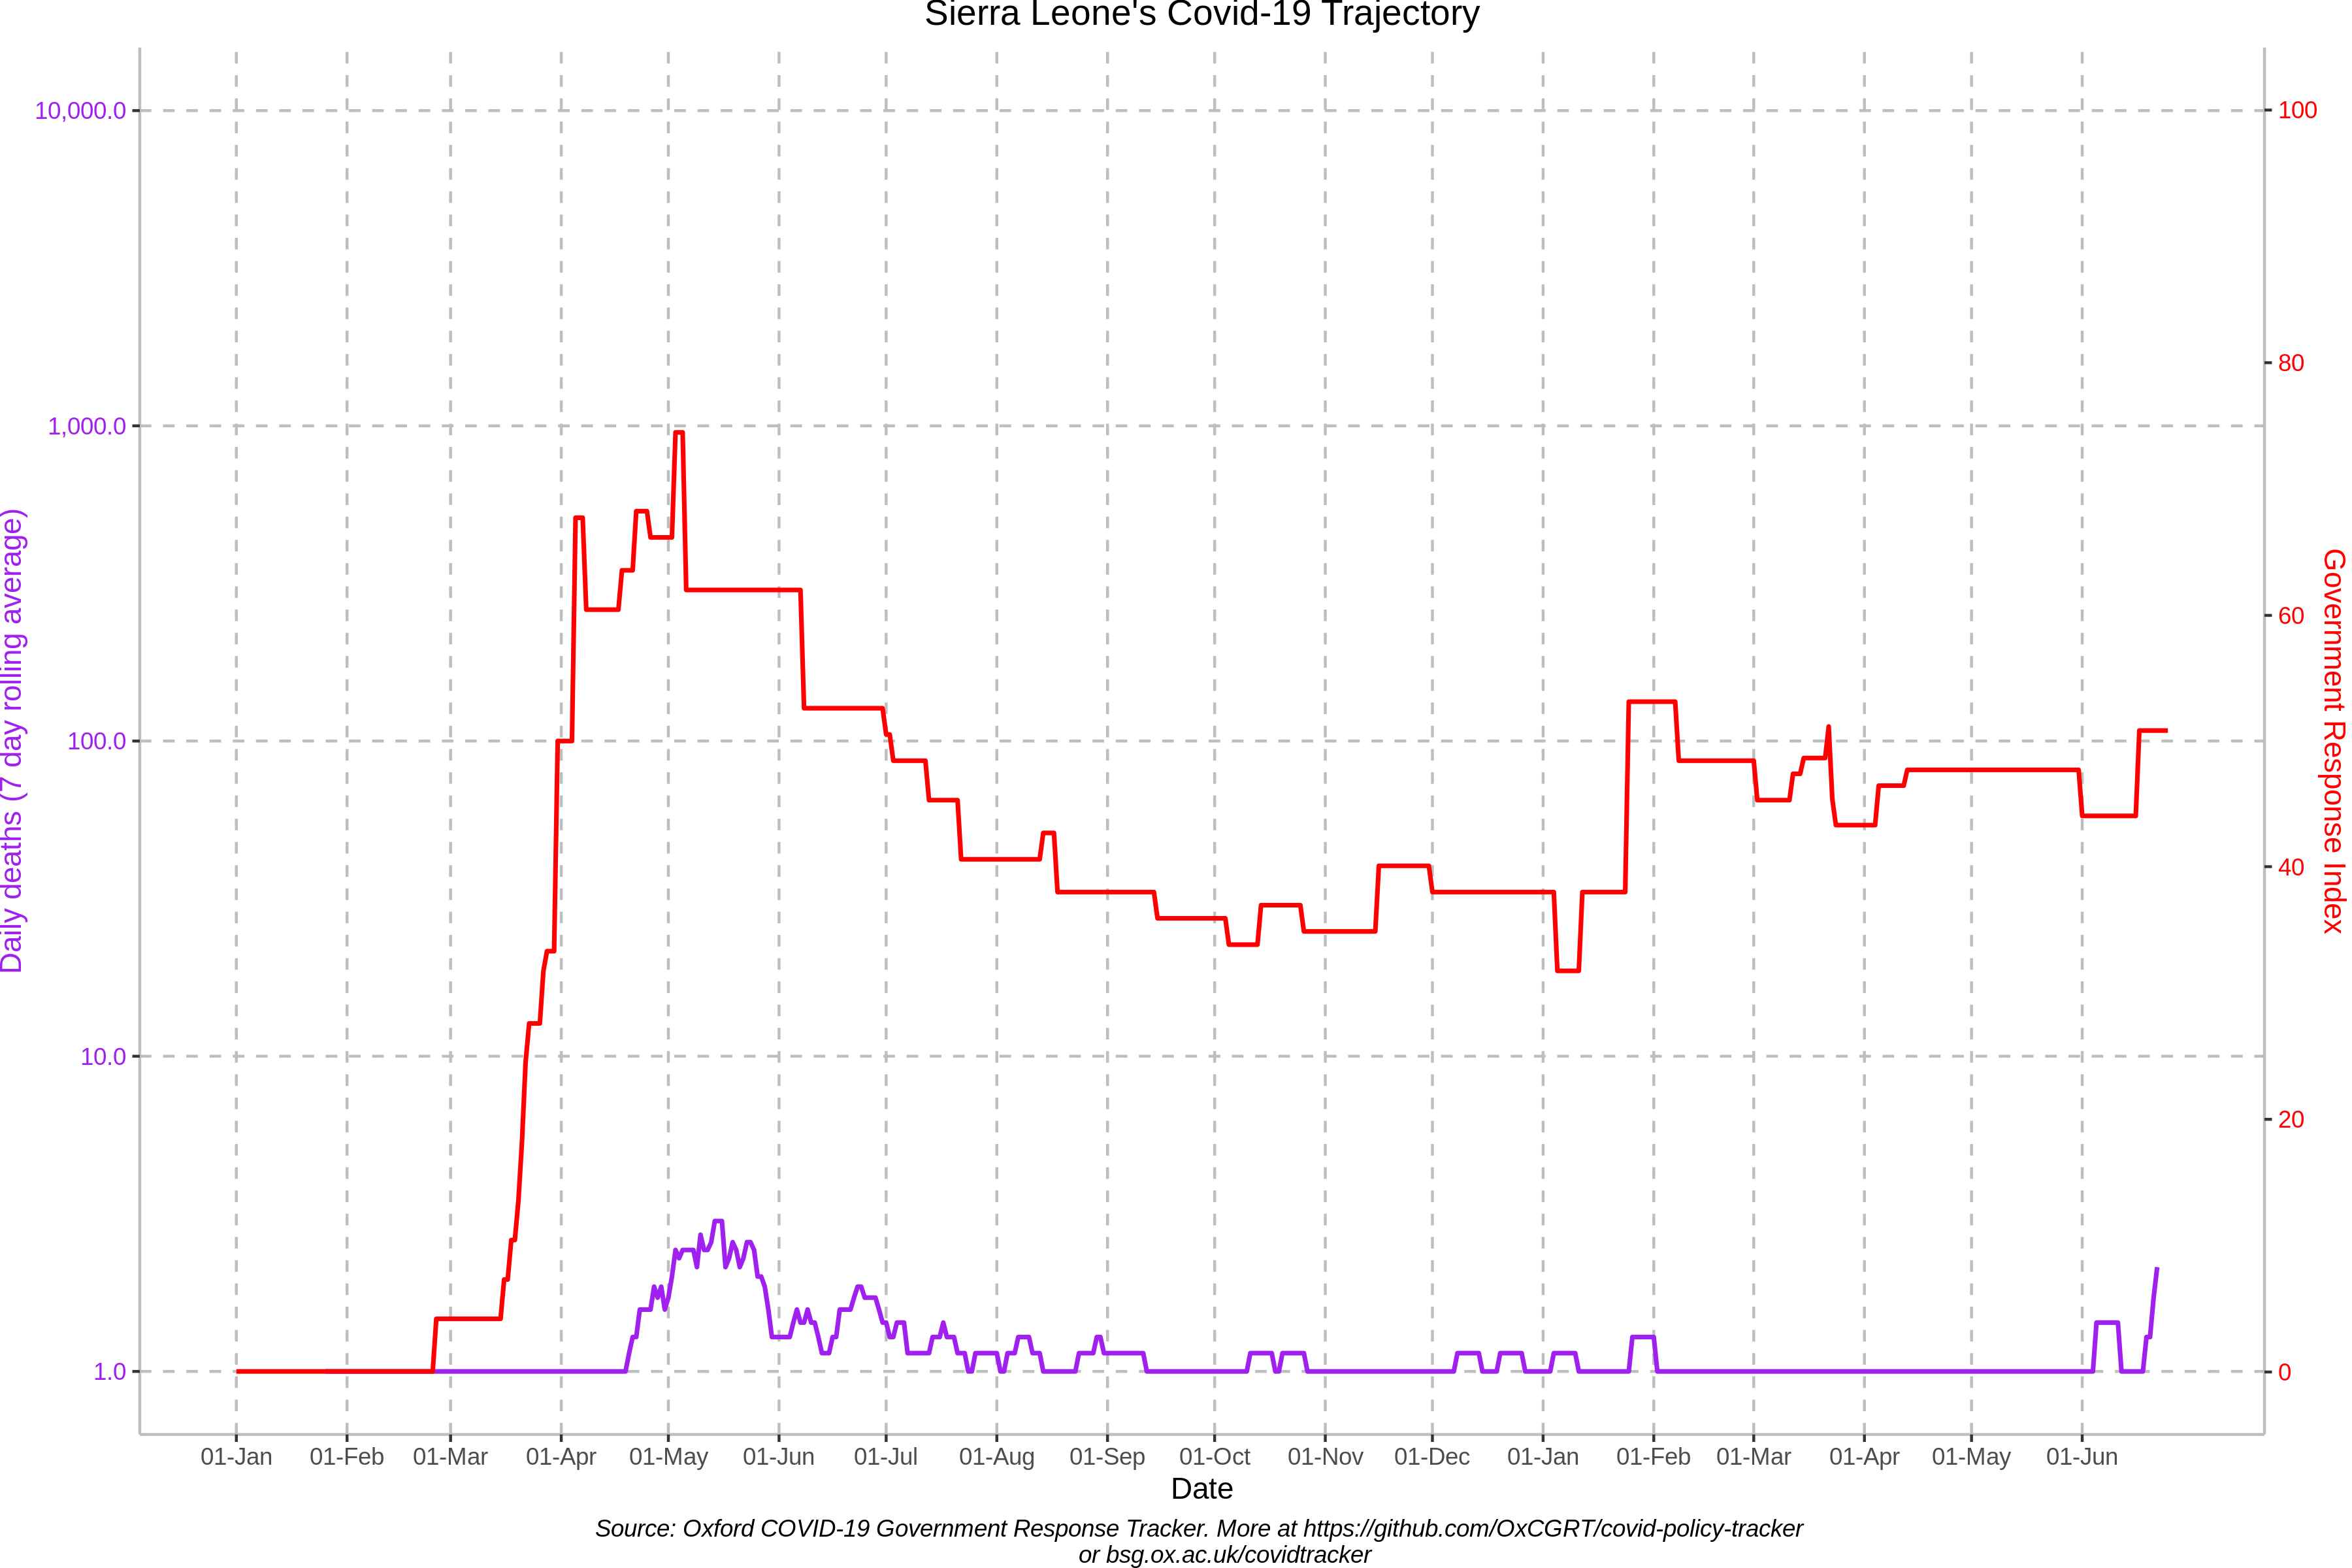 Sierra Leone's Covid-19 Trajectory
10,000.0
1,000.0
100.0
10.0
1.0
Daily deaths (7 day rolling average)
100
80
60
40
20
0
Government Response Index
01-Jan 01-Feb 01-Mar 01-Apr 01-May 01-Jun 01-Jul 01-Aug 01-Sep 01-Oct 01-Nov 01-Dec 01-Jan 01-Feb 01-Mar 01-Apr 01-May 01-Jun
Date
Source: Oxford COVID-19 Government Response Tracker. More at https://github.com/OxCGRT/covid-policy-tracker
or bsg.ox.ac.uk/covidtracker